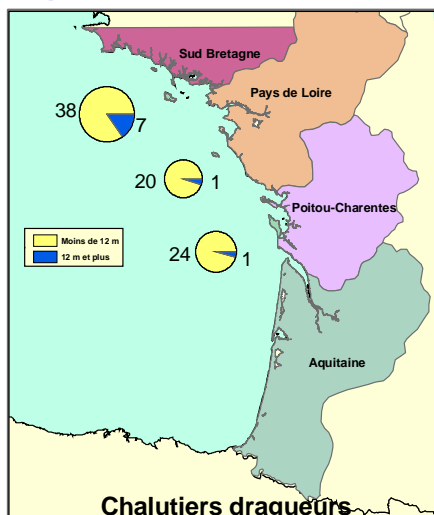 Sud Bretagne
Pays de Loire
38
7
20
1
Poitou-Charentes
Moins de 12 m
12 m et plus
24
1
Aquitaine
Chalutiers dragueurs